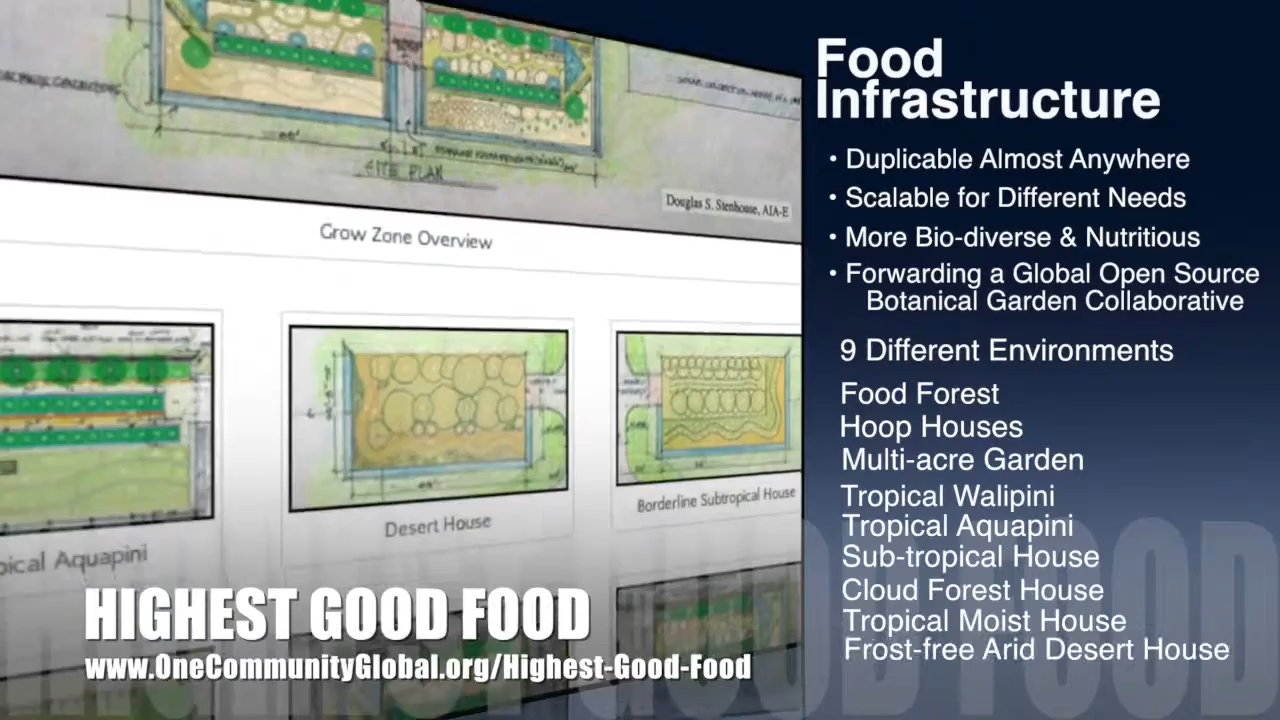 SITE PLAN
Douglas S. Stenhouse, AIA-E
Grow Zone Overview
pical Aquapini
Desert House
Borderline Subtropical House
HIGHEST GOOD FOOD
www.OneCommunityGlobal.org/Highest-Good-Food
Food
Infrastructure
• Duplicable Almost Anywhere
• Scalable for Different Needs
• More Bio-diverse & Nutritious
• Forwarding a Global Open Source
Botanical Garden Collaborative
9 Different Environments
Food Forest
Hoop Houses
Multi-acre Garden
Tropical Walipini
Tropical Aquapini
Sub-tropical House
Cloud Forest House
Tropical Moist House
Frost-free Arid Desert House
HIGHEST GOOD FOOD